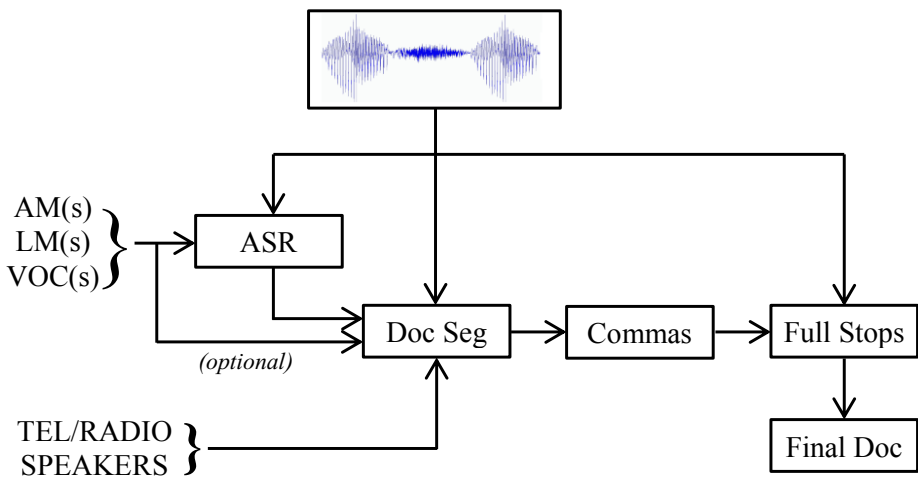 AM(s)
LM(s)
VOC(s)
ASR
Doc Seg
Commas
Full Stops
(optional)
TEL/RADIO
SPEAKERS
Final Doc